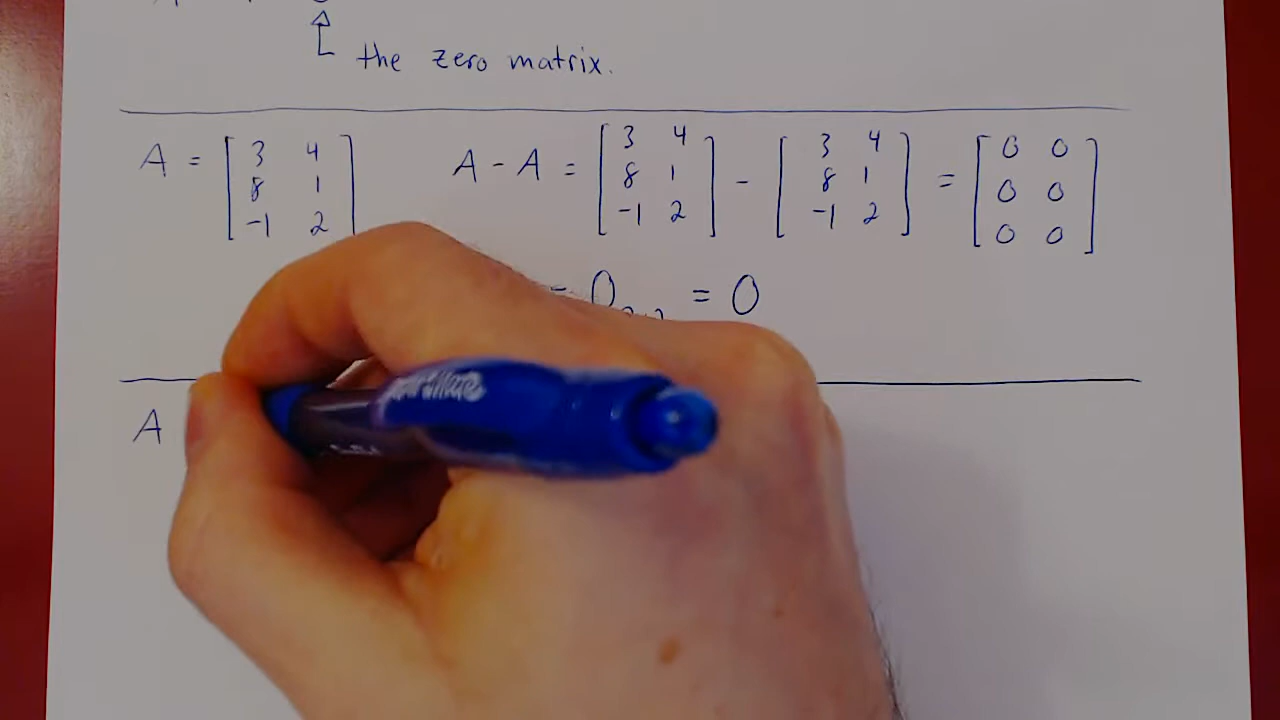 the zero matrix.
A = [ 3 4 A - A = [ 3 4 ] - [ 3 4 ] = [ 0 0 ]
8 1 8 1 8 1 0 0
-1 2 -1 2 -1 2 0 0
= 0 = 0
A